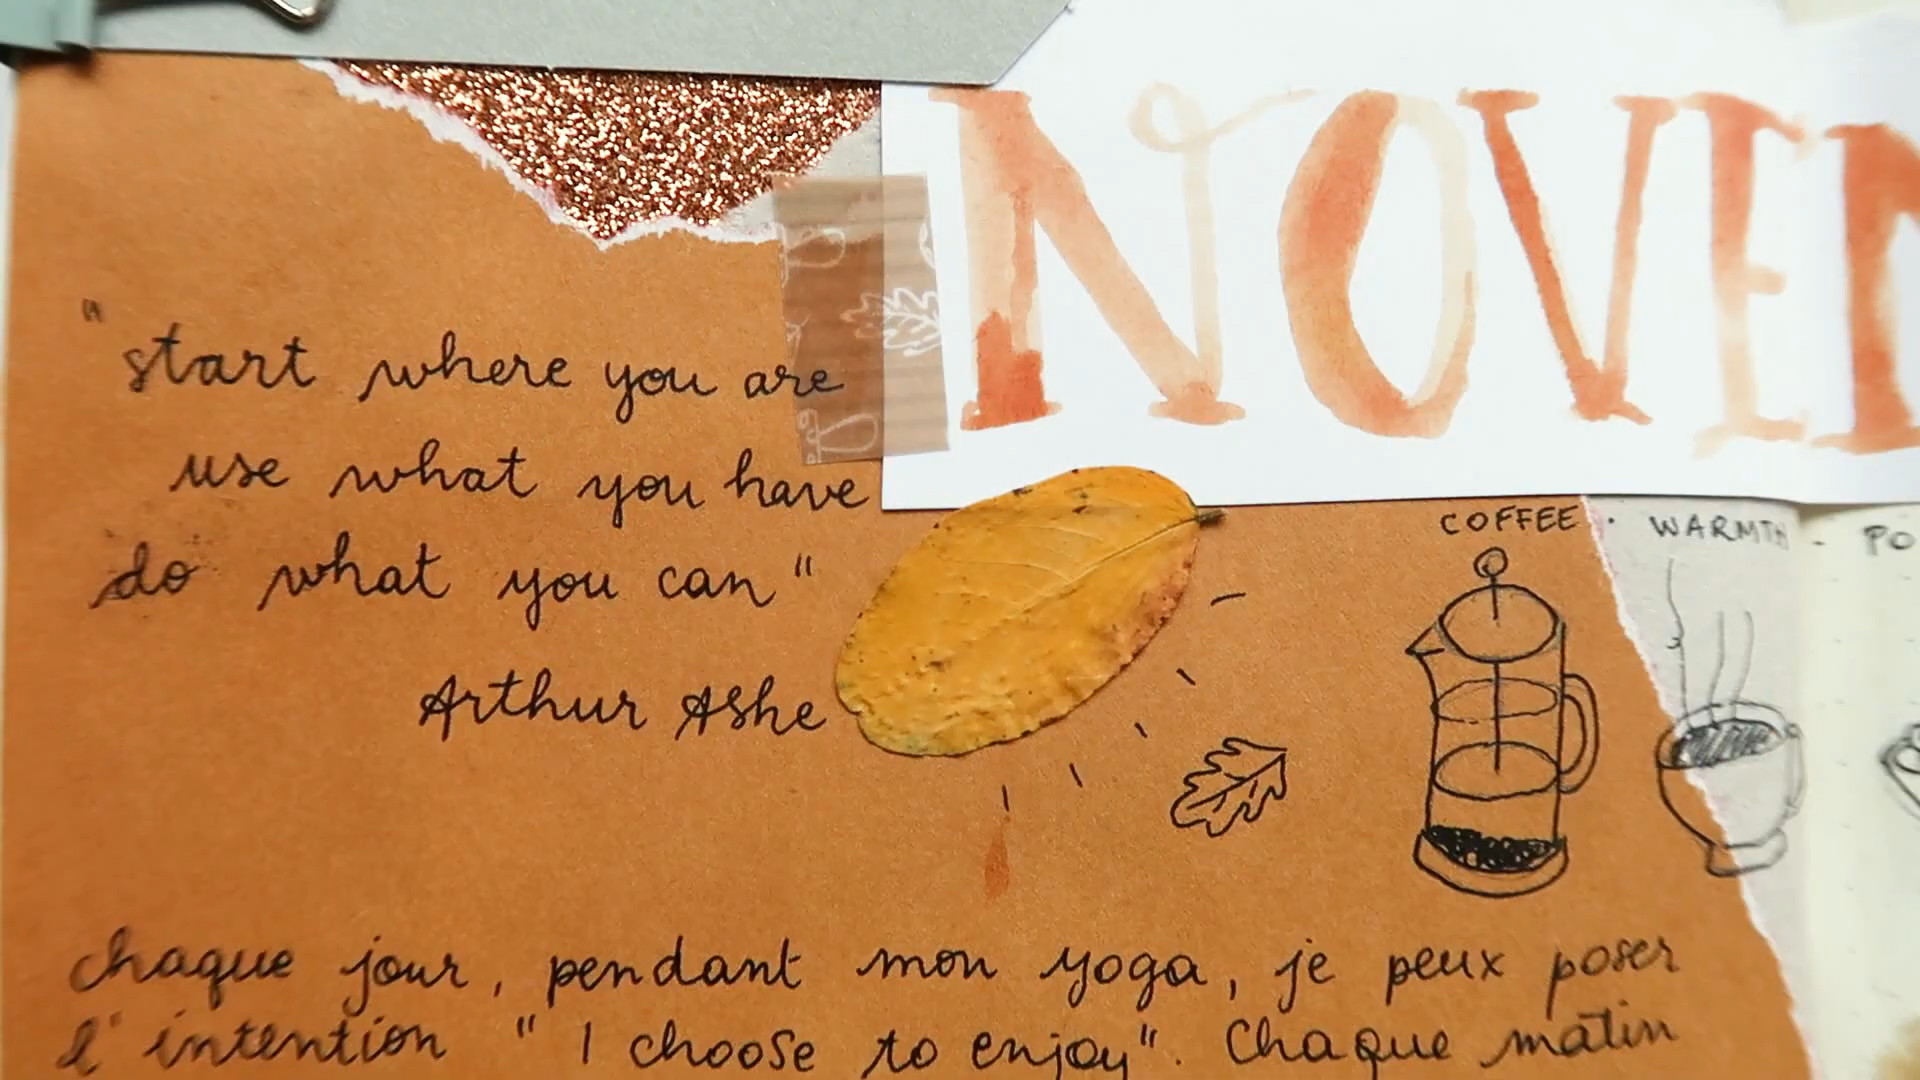 NOVEM
"start where you are
use what you have
do what you can"
Arthur Ashe
COFFEE · WARMTH · PO
chaque jour, pendant mon yoga, je peux poser
l'intention "I choose to enjoy". Chaque matin